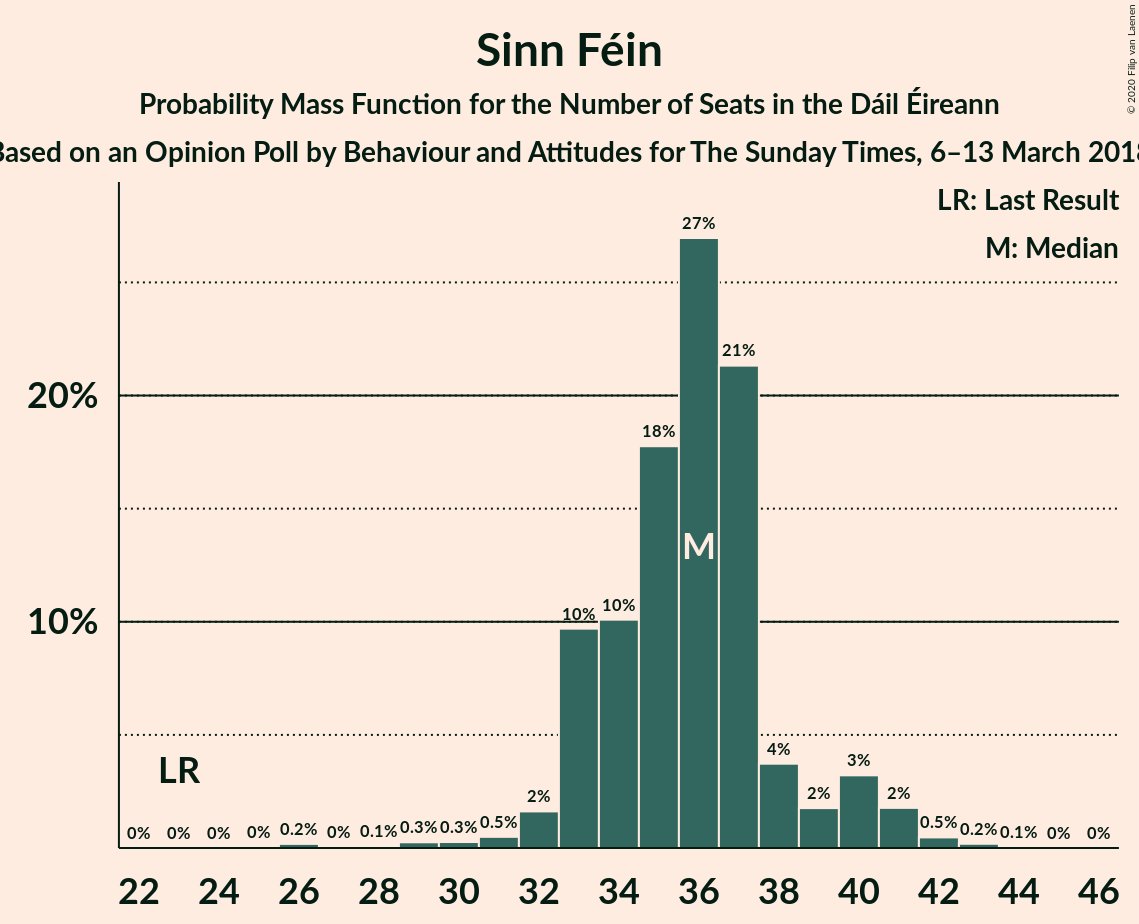 Sinn Féin
Probability Mass Function for the Number of Seats in the Dáil Éireann
Based on an Opinion Poll by Behaviour and Attitudes for The Sunday Times, 6–13 March 2018
© 2020 Filip van Laenen
LR: Last Result
M: Median
27%
21%
20%
18%
M
10%
10%
10%
LR
4%
3%
2%
2%
2%
0% 0% 0% 0% 0.2% 0% 0.1% 0.3% 0.3% 0.5% 0.5% 0.2% 0.1% 0% 0%
22 24 26 28 30 32 34 36 38 40 42 44 46